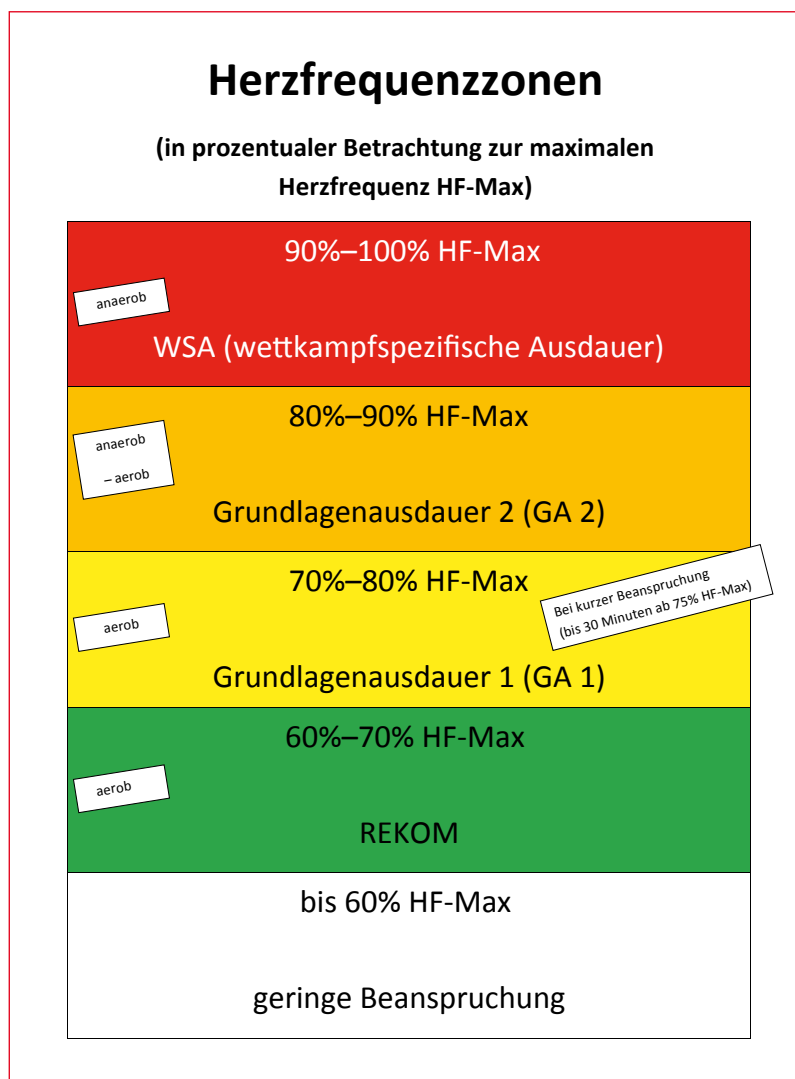 Herzfrequenzzonen
(in prozentualer Betrachtung zur maximalen
Herzfrequenz HF-Max)
90%–100% HF-Max
anaerob
WSA (wettkampfspezifische Ausdauer)
80%–90% HF-Max
anaerob
– aerob
Grundlagenausdauer 2 (GA 2)
70%–80% HF-Max
Bei kurzer Beanspruchung
(bis 30 Minuten ab 75% HF-Max)
aerob
Grundlagenausdauer 1 (GA 1)
60%–70% HF-Max
aerob
REKOM
bis 60% HF-Max
geringe Beanspruchung